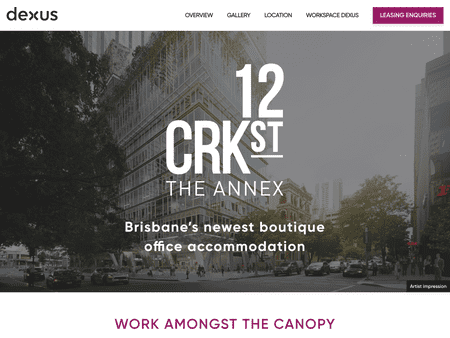 dexus
OVERVIEW
GALLERY
LOCATION
WORKSPACE DEXUS
LEASING ENQUIRIES
12
CRK ST
THE ANNEX
Brisbane's newest boutique
office accommodation
Artist impression
WORK AMONGST THE CANOPY